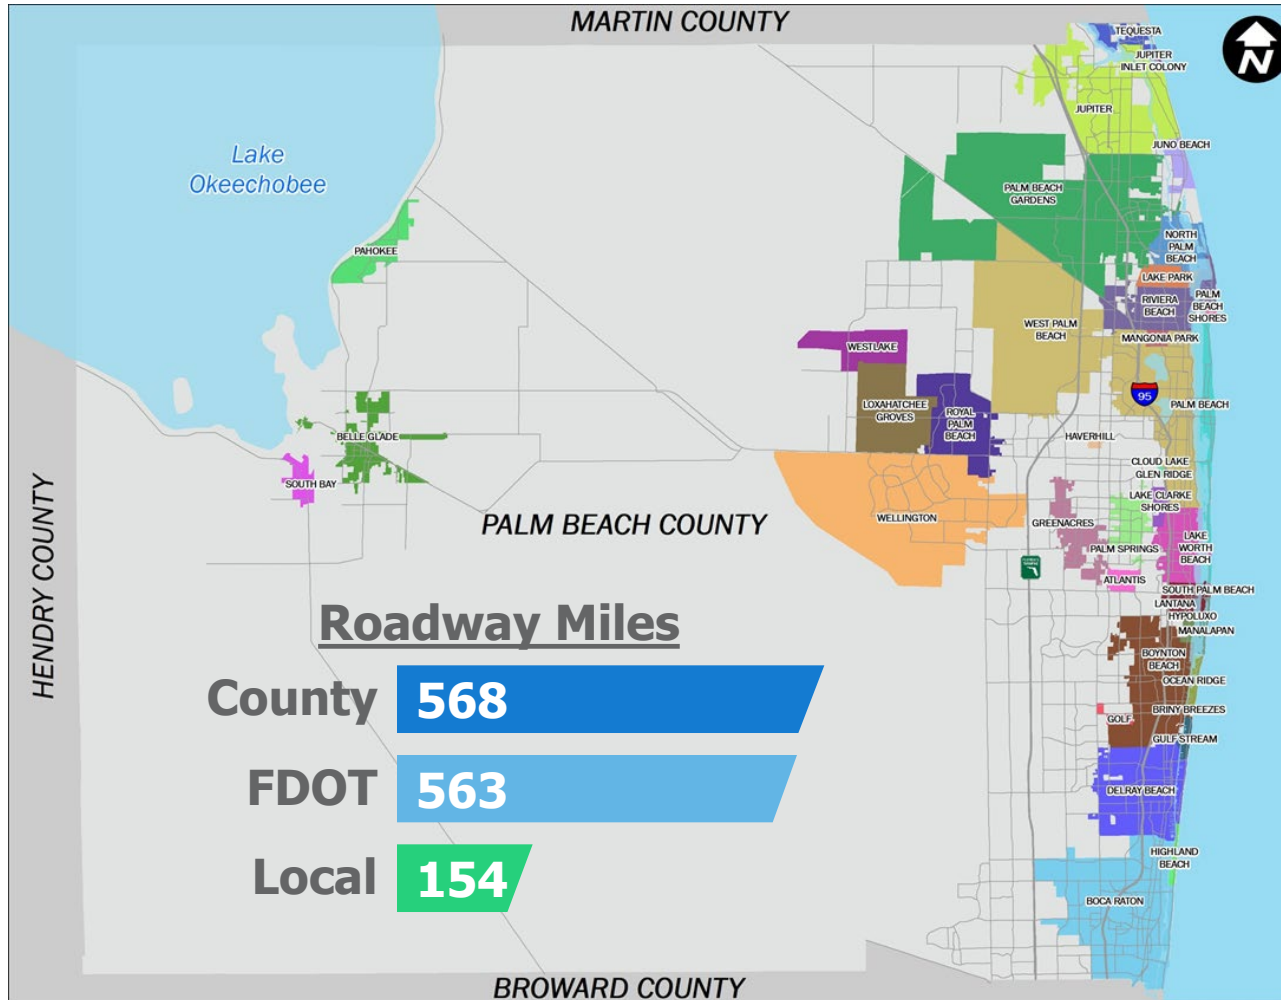 MARTIN COUNTY
N
TEQUESTA
JUPITER
INLET COLONY
JUPITER
JUNO BEACH
Lake
Okeechobee
PALM BEACH
GARDENS
PAHOKEE
NORTH
PALM
BEACH
LAKE PARK
RIVIERA
BEACH
PALM
BEACH
SHORES
WEST PALM
BEACH
MANGONIA PARK
WESTLAKE
95
PALM BEACH
LOXAHATCHEE
GROVES
ROYAL
PALM
BEACH
HAVERHILL
BELLE GLADE
CLOUD LAKE
GLEN RIDGE
SOUTH BAY
LAKE CLARKE
SHORES
WELLINGTON
GREENACRES
PALM BEACH COUNTY
HENDRY COUNTY
LAKE
WORTH
BEACH
PALM SPRINGS
ATLANTIS
SOUTH PALM BEACH
LANTANA
HYPOLUXO
MANALAPAN
Roadway Miles
BOYNTON
BEACH
OCEAN RIDGE
County 568
BRINY BREEZES
GOLF
GULF STREAM
FDOT 563
DELRAY BEACH
HIGHLAND
BEACH
Local 154
BOCA RATON
BROWARD COUNTY